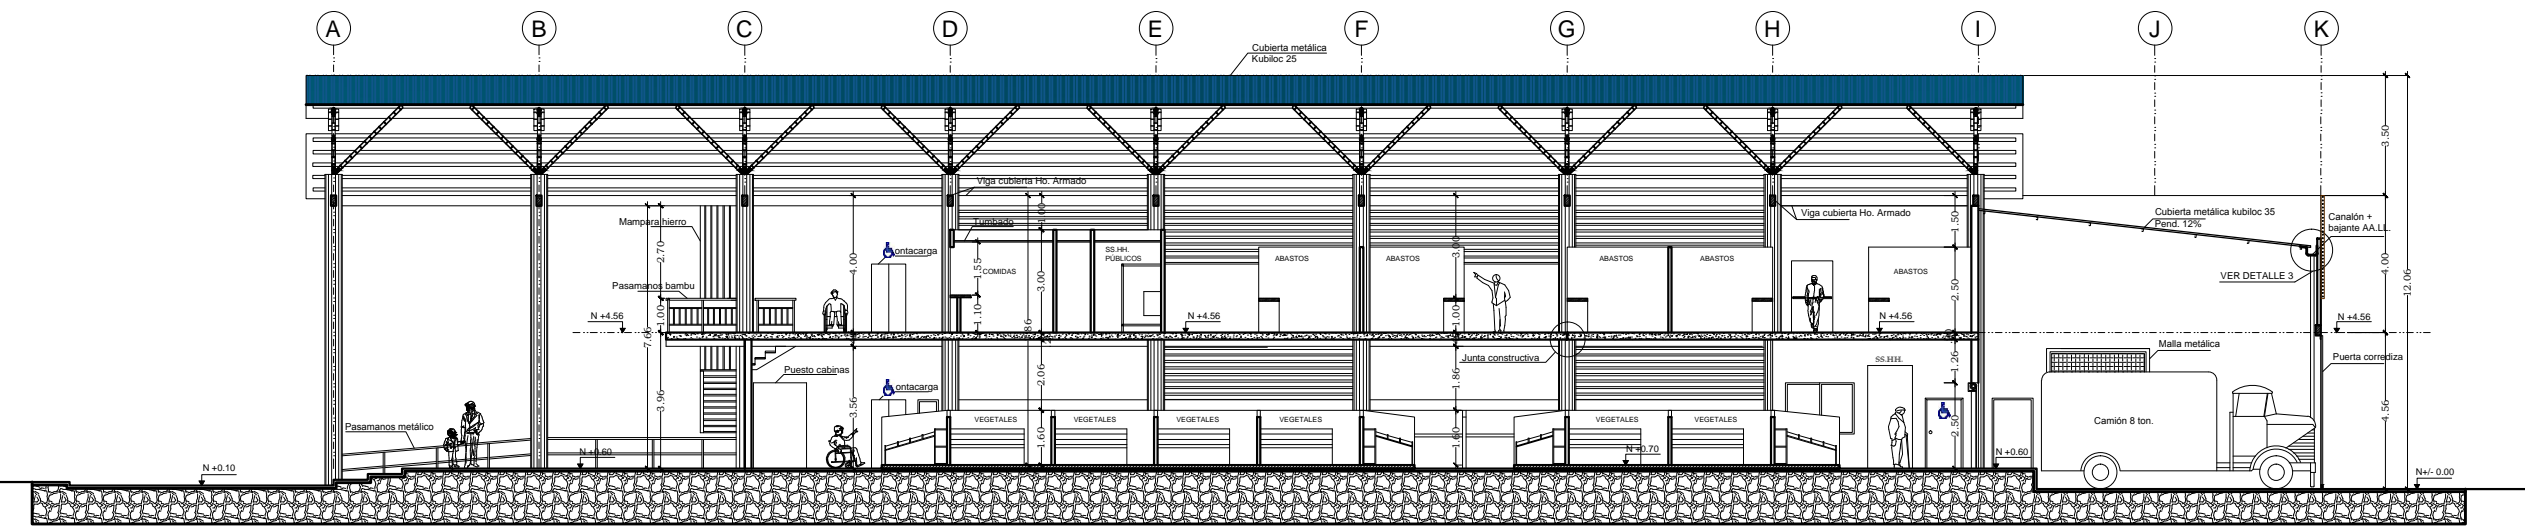 A
B
C
D
E
F
G
H
I
J
K
Cubierta metálica
Kubiloc 25
3.50
Viga cubierta Ho. Armado
Viga cubierta Ho. Armado
Cubierta metálica kubiloc 35
Pend. 12%
Canalón +
bajante AA.LL.
Mampara hierro
Tumbado
1.00
1.50
ontacarga
SS.HH.
PÚBLICOS
COMIDAS
ABASTOS
ABASTOS
ABASTOS
ABASTOS
ABASTOS
2.70
4.00
1.55
3.00
3.00
2.50
4.00
12.06
VER DETALLE 3
Pasamanos bambu
N +4.56
1.00
1.10
N +4.56
1.00
N +4.56
N +4.56
7.66
Junta constructiva
Malla metálica
Puerta corrediza
SS.HH.
1.26
Puesto cabinas
2.06
1.86
ontacarga
3.96
3.56
Pasamanos metálico
VEGETALES
VEGETALES
VEGETALES
VEGETALES
VEGETALES
VEGETALES
Camión 8 ton.
1.60
1.60
2.50
4.56
N +0.10
N +0.60
N +0.70
N +0.60
N+/- 0.00